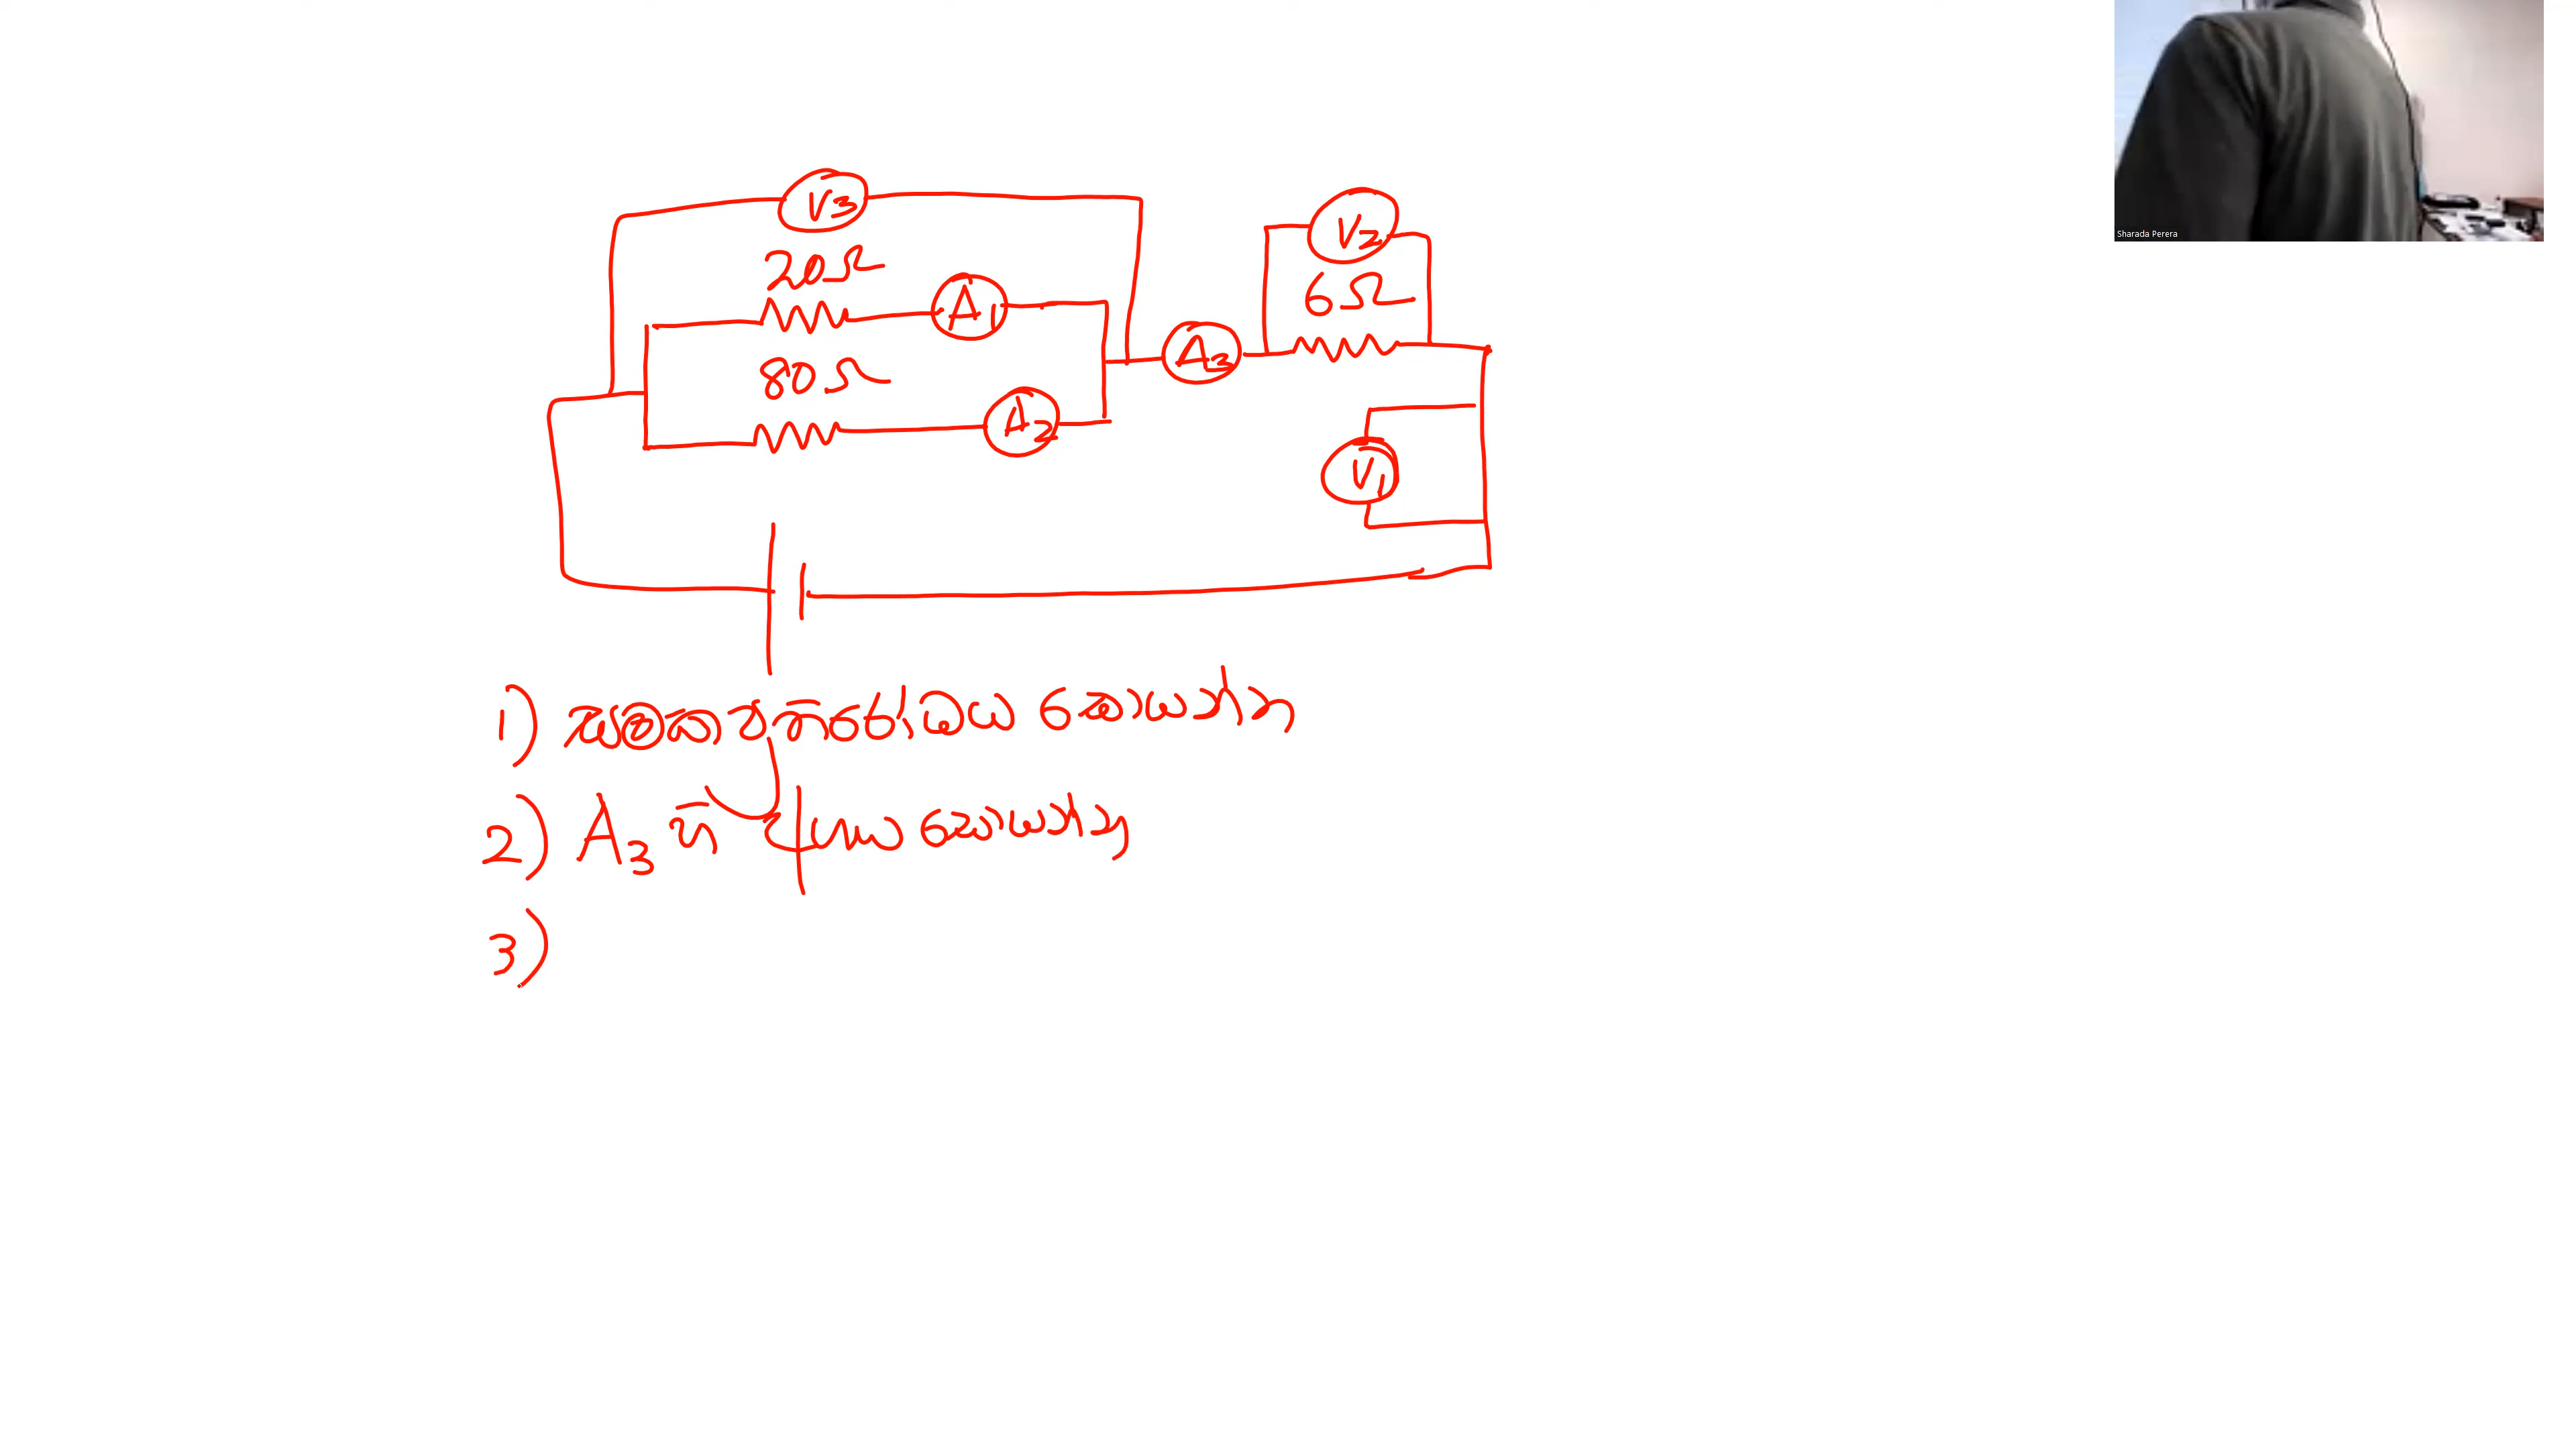 V3
V2
20Ω
6Ω
A1
A3
80Ω
A2
V1
1) සමක ප්‍රතිරෝධය සොයන්න
2) A3 හි පාඨාංකය සොයන්න
3)
Sharada Perera